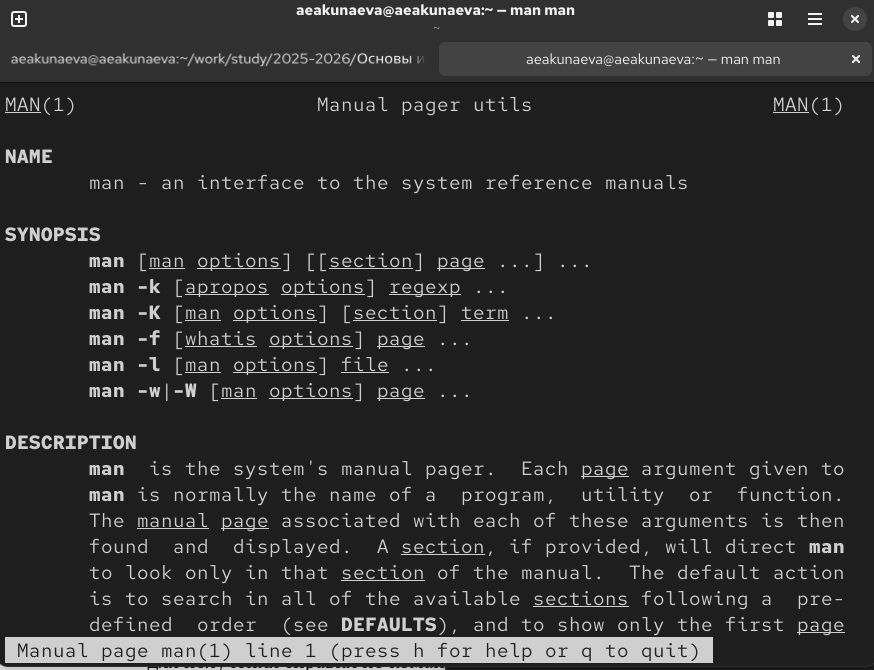 aeakunaeva@aeakunaeva:~ — man man
~
aeakunaeva@aeakunaeva:~/work/study/2025-2026/Основы и
aeakunaeva@aeakunaeva:~ — man man
MAN(1) Manual pager utils MAN(1)
NAME
man - an interface to the system reference manuals
SYNOPSIS
man [man options] [[section] page ...] ...
man -k [apropos options] regexp ...
man -K [man options] [section] term ...
man -f [whatis options] page ...
man -l [man options] file ...
man -w|-W [man options] page ...
DESCRIPTION
man is the system's manual pager. Each page argument given to
man is normally the name of a program, utility or function.
The manual page associated with each of these arguments is then
found and displayed. A section, if provided, will direct man
to look only in that section of the manual. The default action
is to search in all of the available sections following a pre-
defined order (see DEFAULTS), and to show only the first page
Manual page man(1) line 1 (press h for help or q to quit)